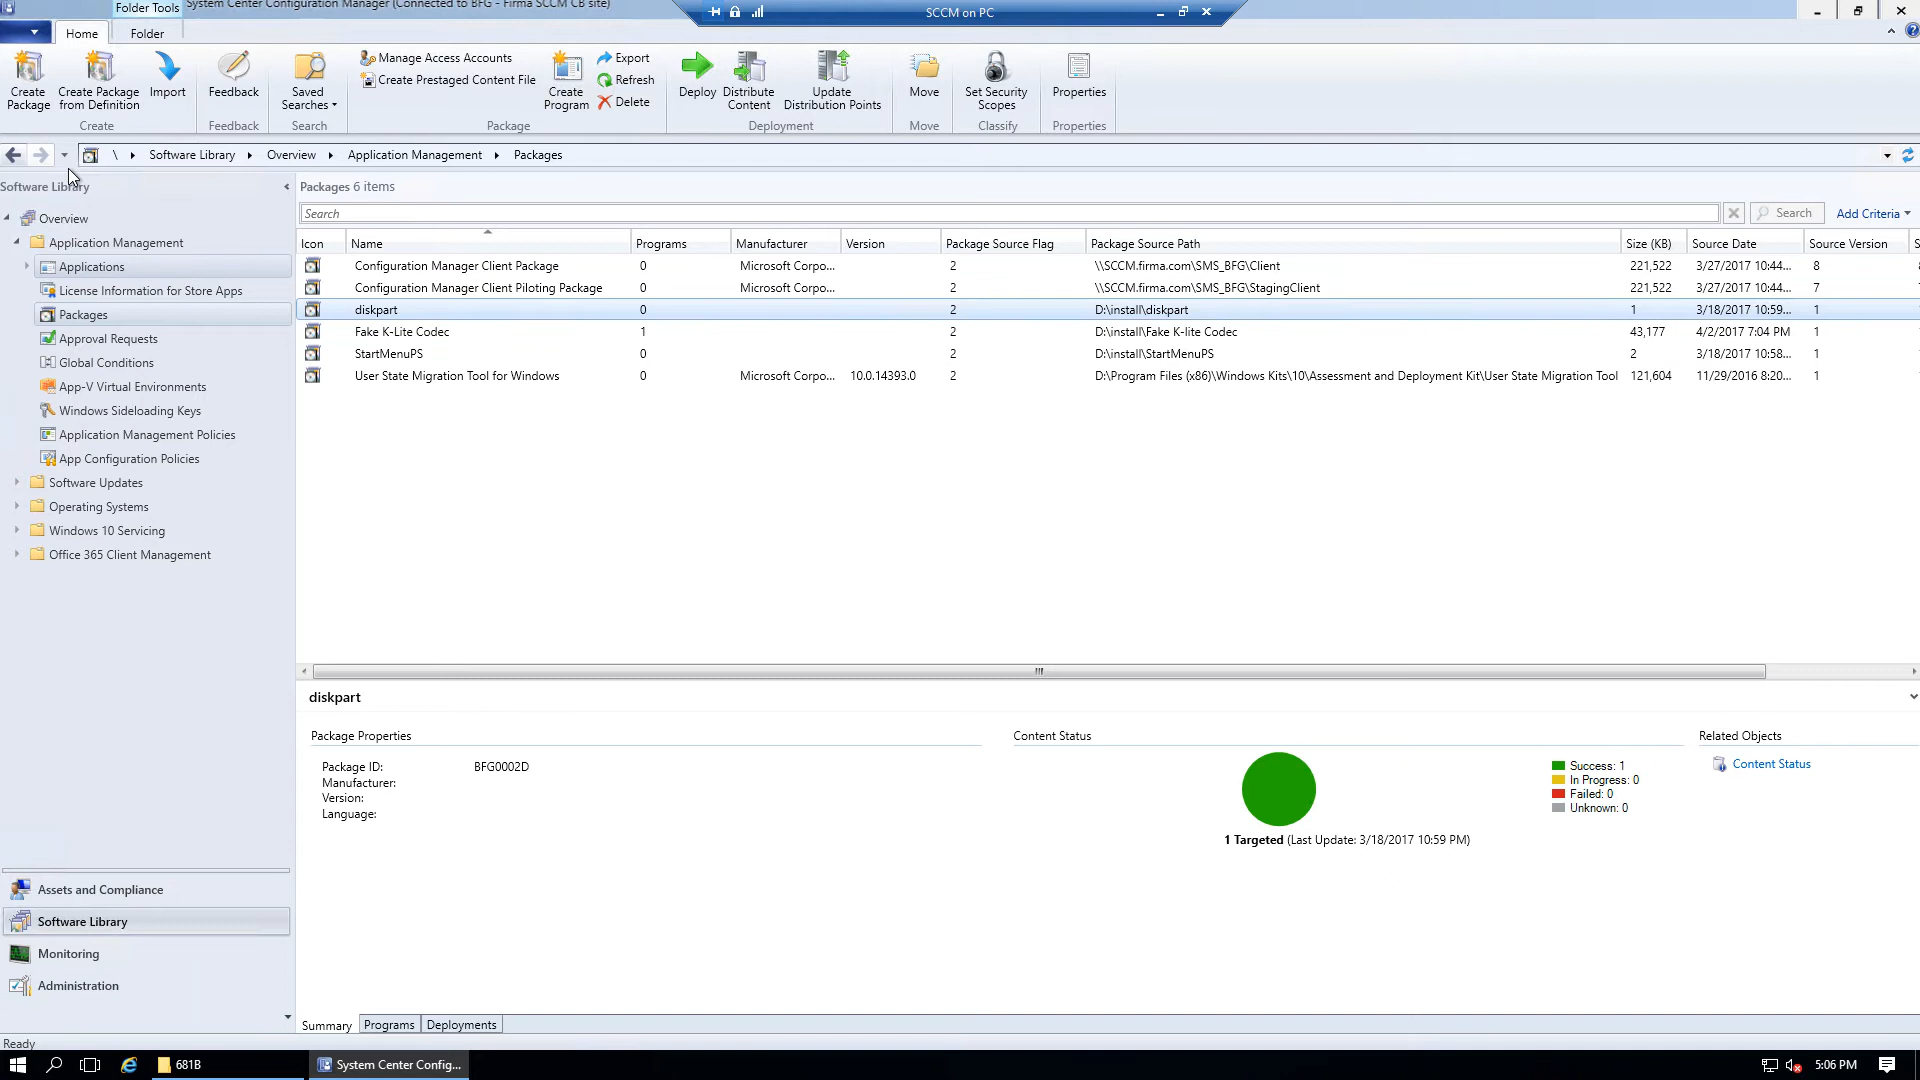 Folder Tools
System Center Configuration Manager (Connected to BFG - Firma SCCM CB site)
SCCM on PC
Home
Folder
Create Package
Create Package from Definition
Import
Create
Feedback
Feedback
Saved Searches
Search
Manage Access Accounts
Create Prestaged Content File
Create Program
Export
Refresh
Delete
Package
Deploy
Distribute Content
Update Distribution Points
Deployment
Move
Move
Set Security Scopes
Classify
Properties
Properties
\ Software Library Overview Application Management Packages
Software Library
Overview
Application Management
Applications
License Information for Store Apps
Packages
Approval Requests
Global Conditions
App-V Virtual Environments
Windows Sideloading Keys
Application Management Policies
App Configuration Policies
Software Updates
Operating Systems
Windows 10 Servicing
Office 365 Client Management
Assets and Compliance
Software Library
Monitoring
Administration
Packages 6 items
Search
Search
Add Criteria
Icon Name Programs Manufacturer Version Package Source Flag Package Source Path Size (KB) Source Date Source Version S
Configuration Manager Client Package 0 Microsoft Corpo... 2 \\SCCM.firma.com\SMS_BFG\Client 221,522 3/27/2017 10:44... 8
Configuration Manager Client Piloting Package 0 Microsoft Corpo... 2 \\SCCM.firma.com\SMS_BFG\StagingClient 221,522 3/27/2017 10:44... 7
diskpart 0 2 D:\install\diskpart 1 3/18/2017 10:59... 1
Fake K-Lite Codec 1 2 D:\install\Fake K-lite Codec 43,177 4/2/2017 7:04 PM 1
StartMenuPS 0 2 D:\install\StartMenuPS 2 3/18/2017 10:58... 1
User State Migration Tool for Windows 0 Microsoft Corpo... 10.0.14393.0 2 D:\Program Files (x86)\Windows Kits\10\Assessment and Deployment Kit\User State Migration Tool 121,604 11/29/2016 8:20... 1
diskpart
Package Properties
Package ID: BFG0002D
Manufacturer:
Version:
Language:
Content Status
Success: 1
In Progress: 0
Failed: 0
Unknown: 0
1 Targeted (Last Update: 3/18/2017 10:59 PM)
Related Objects
Content Status
Summary Programs Deployments
Ready
681B
System Center Config...
5:06 PM